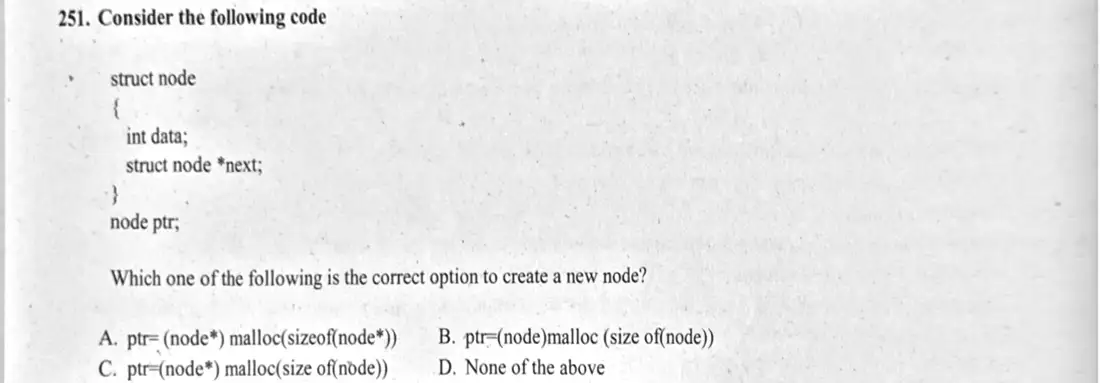 251. Consider the following code
struct node
{
int data;
struct node *next;
}
node ptr;
Which one of the following is the correct option to create a new node?
A. ptr= (node*) malloc(sizeof(node*)) B. ptr=(node)malloc (size of(node))
C. ptr=(node*) malloc(size of(node)) D. None of the above